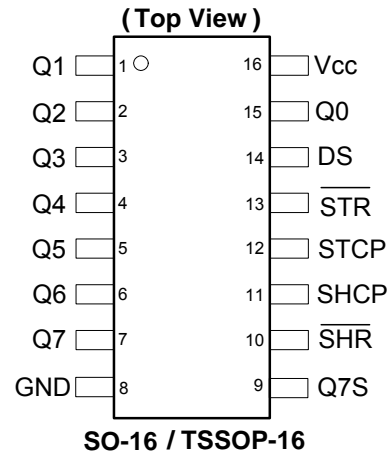 (Top View)
Q1 1 16 Vcc
Q2 2 15 Q0
Q3 3 14 DS
Q4 4 13 STR
Q5 5 12 STCP
Q6 6 11 SHCP
Q7 7 10 SHR
GND 8 9 Q7S
SO-16 / TSSOP-16